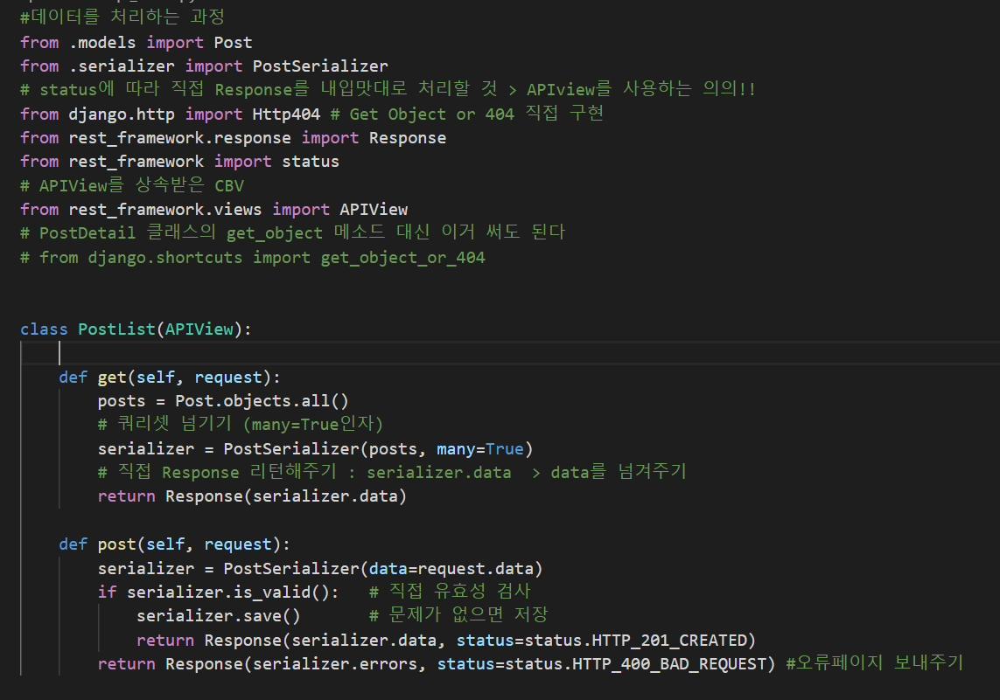 #데이터를 처리하는 과정
from .models import Post
from .serializer import PostSerializer
# status에 따라 직접 Response를 내입맛대로 처리할 것 > APIview를 사용하는 의의!!
from django.http import Http404 # Get Object or 404 직접 구현
from rest_framework.response import Response
from rest_framework import status
# APIView를 상속받은 CBV
from rest_framework.views import APIView
# PostDetail 클래스의 get_object 메소드 대신 이거 써도 된다
# from django.shortcuts import get_object_or_404
class PostList(APIView):
    def get(self, request):
        posts = Post.objects.all()
        # 쿼리셋 넘기기 (many=True인자)
        serializer = PostSerializer(posts, many=True)
        # 직접 Response 리턴해주기 : serializer.data  > data를 넘겨주기
        return Response(serializer.data)
    def post(self, request):
        serializer = PostSerializer(data=request.data)
        if serializer.is_valid():   # 직접 유효성 검사
            serializer.save()       # 문제가 없으면 저장
            return Response(serializer.data, status=status.HTTP_201_CREATED)
        return Response(serializer.errors, status=status.HTTP_400_BAD_REQUEST) #오류페이지 보내주기